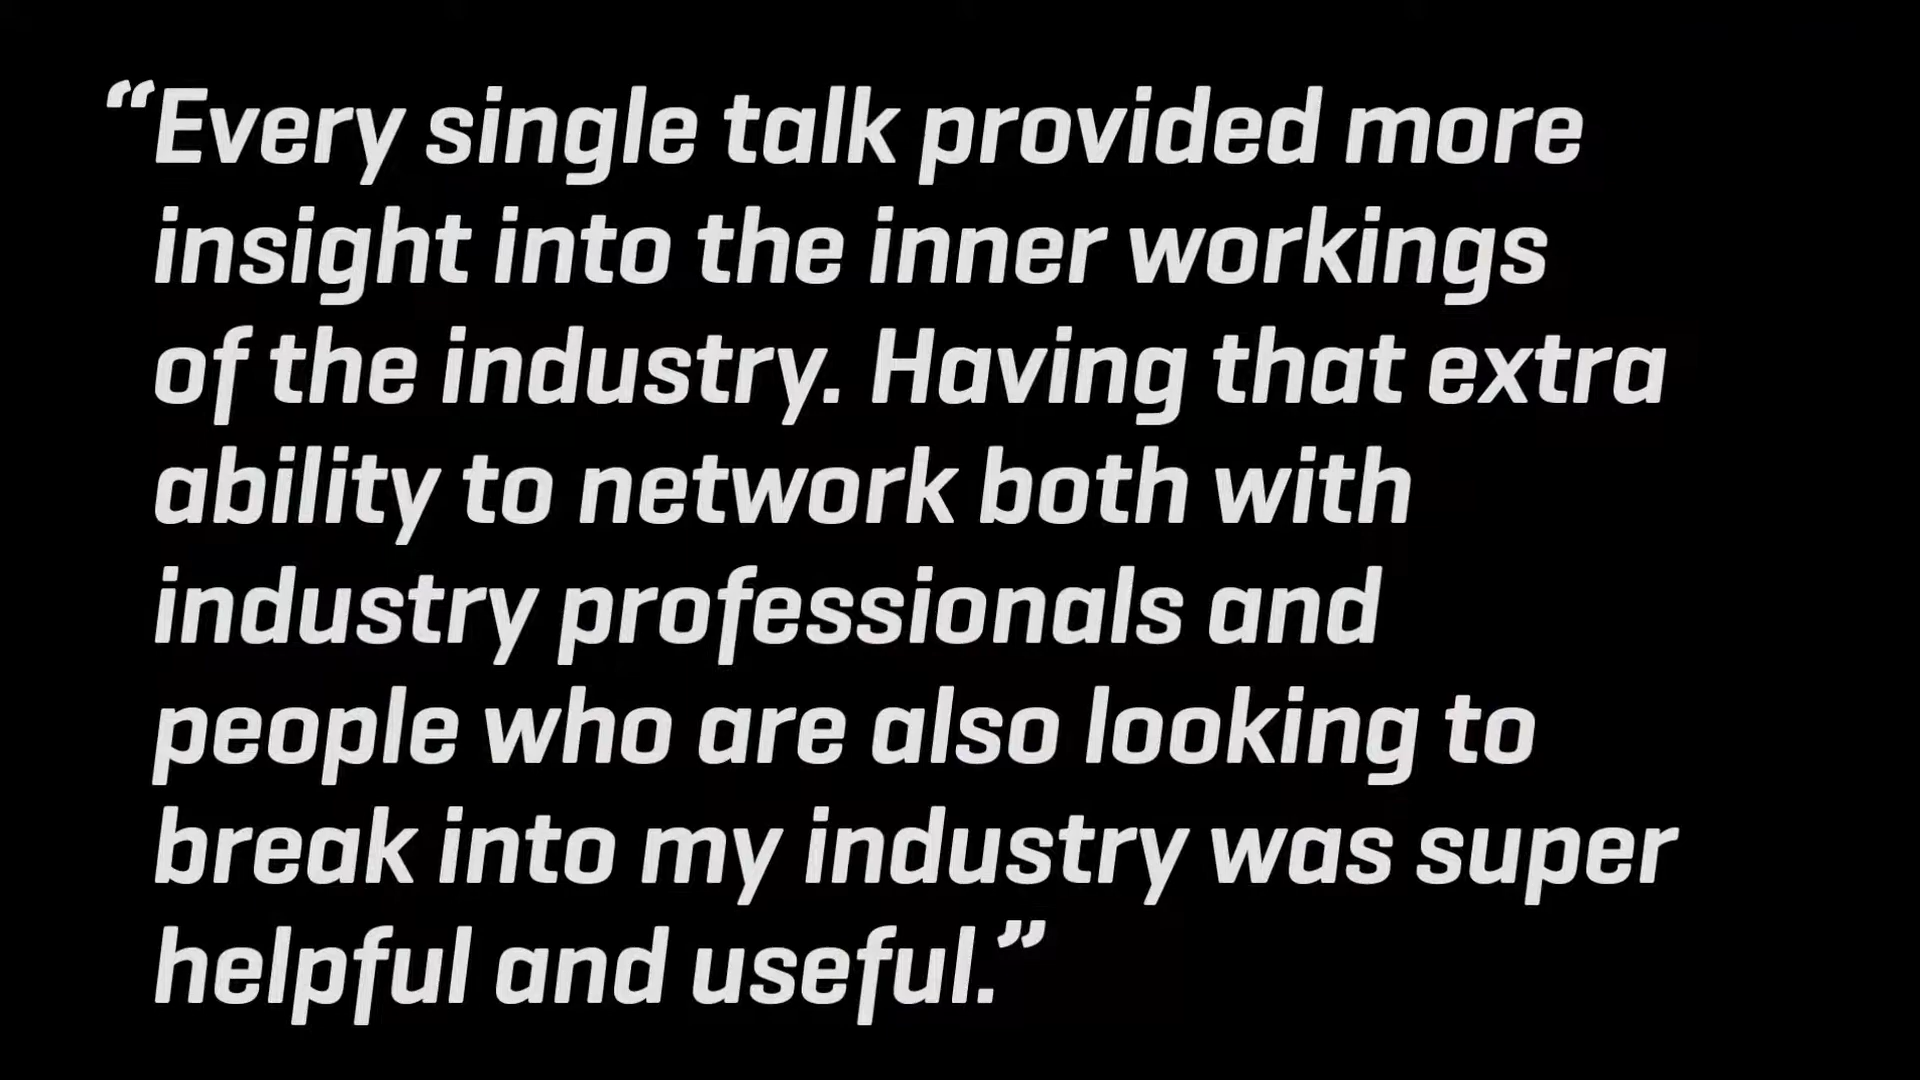 “Every single talk provided more
insight into the inner workings
of the industry. Having that extra
ability to network both with
industry professionals and
people who are also looking to
break into my industry was super
helpful and useful.”